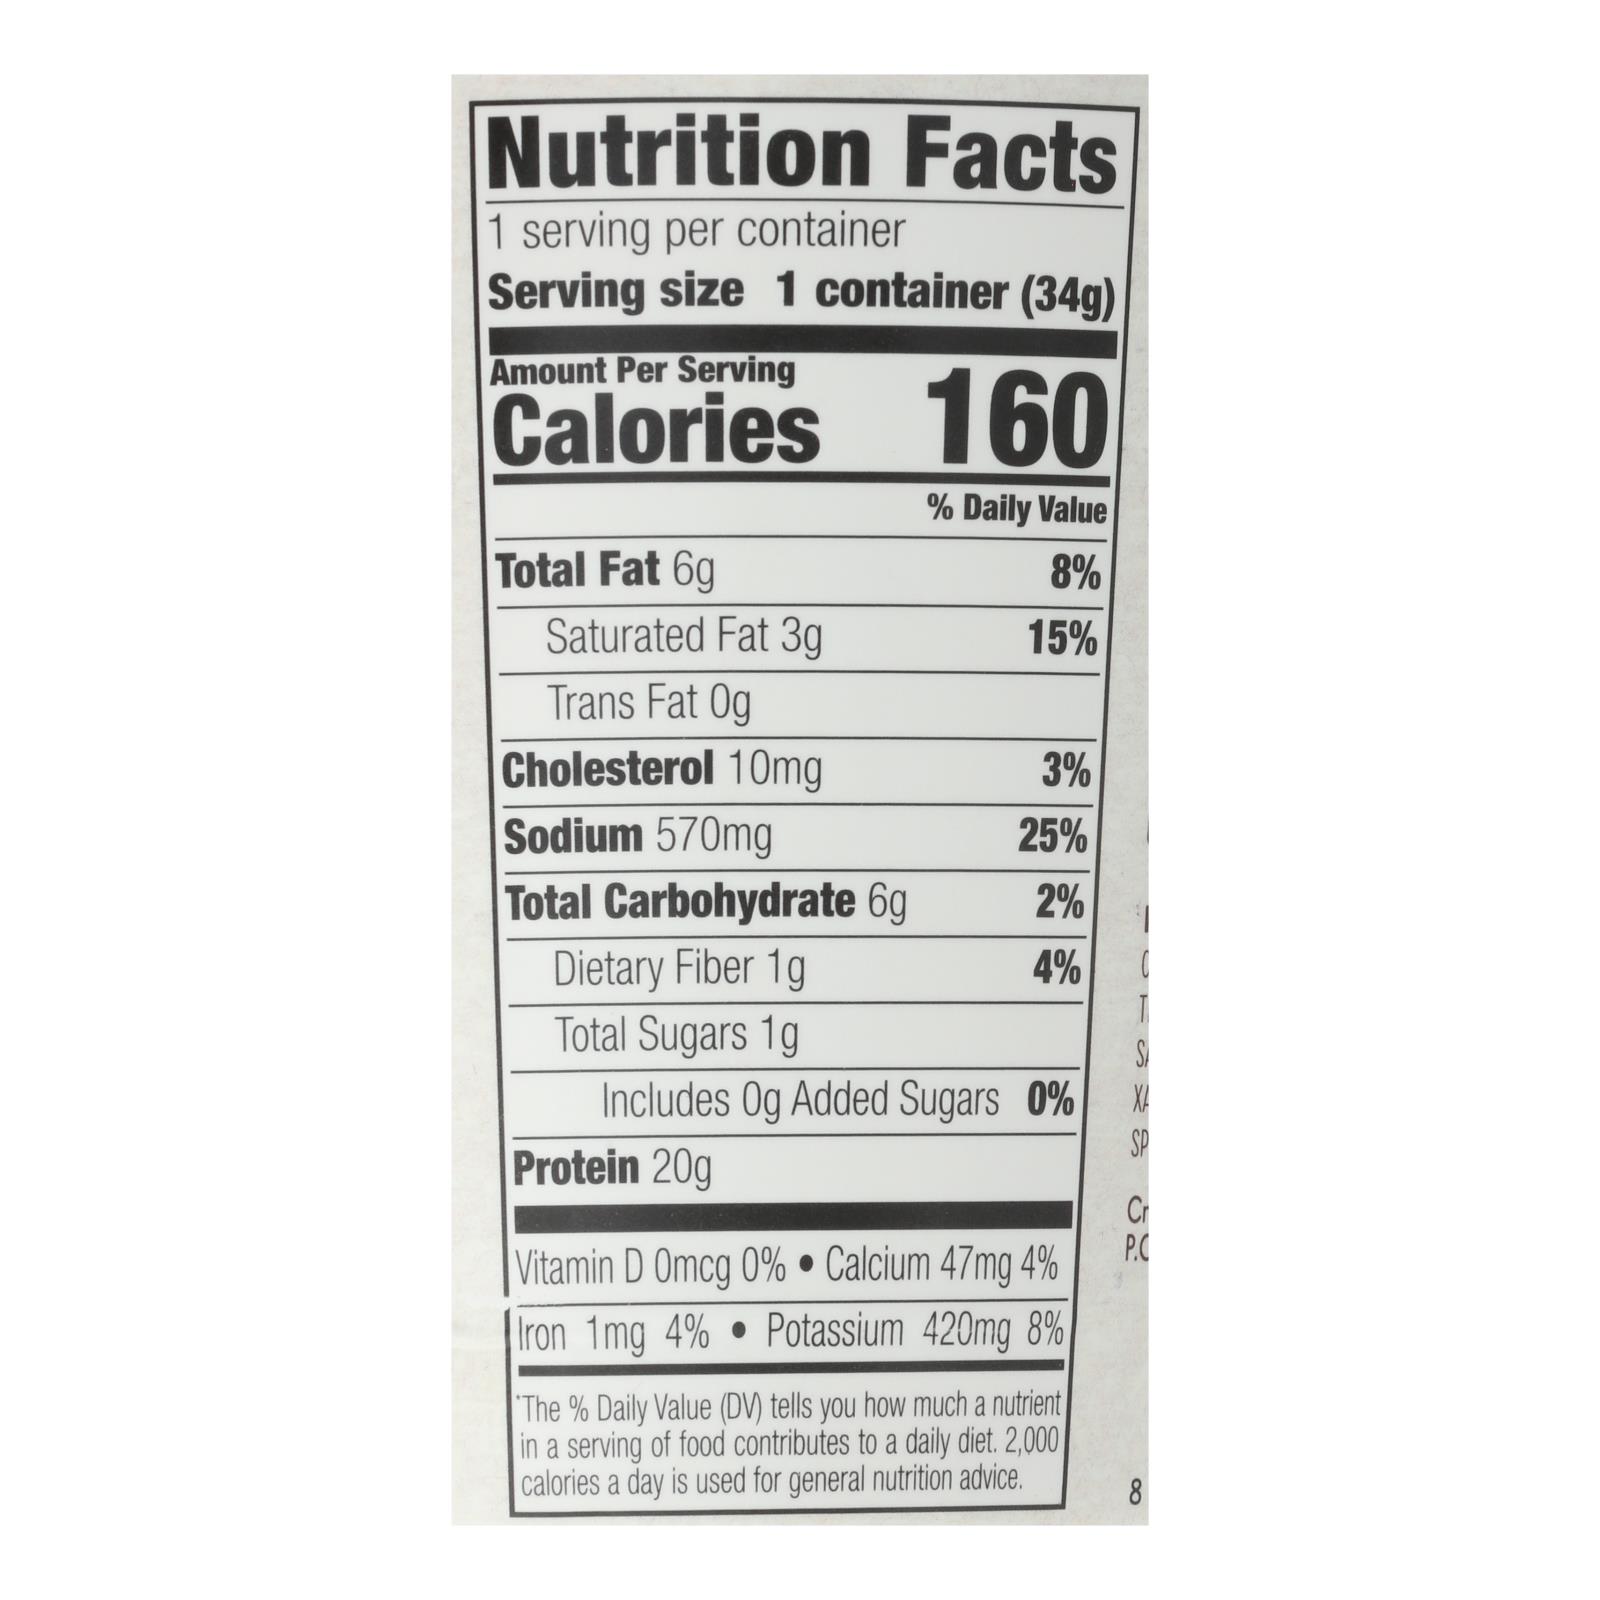 Nutrition Facts
1 serving per container
Serving size 1 container (34g)
Amount Per Serving
Calories 160
% Daily Value
Total Fat 6g 8%
Saturated Fat 3g 15%
Trans Fat 0g
Cholesterol 10mg 3%
Sodium 570mg 25%
Total Carbohydrate 6g 2%
Dietary Fiber 1g 4%
Total Sugars 1g
Includes 0g Added Sugars 0%
Protein 20g
Vitamin D 0mcg 0% • Calcium 47mg 4%
Iron 1mg 4% • Potassium 420mg 8%
*The % Daily Value (DV) tells you how much a nutrient
in a serving of food contributes to a daily diet. 2,000
calories a day is used for general nutrition advice.
8